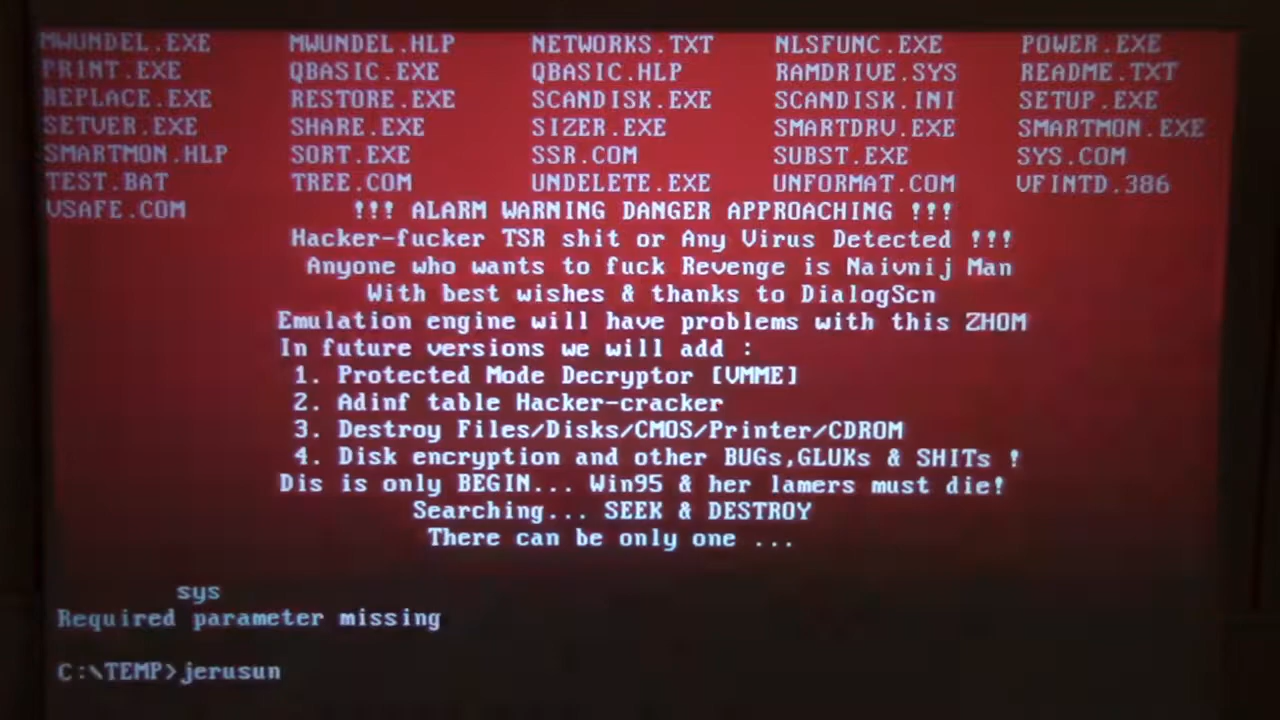 MWUNDEL.EXE MWUNDEL.HLP NETWORKS.TXT NLSFUNC.EXE POWER.EXE
PRINT.EXE QBASIC.EXE QBASIC.HLP RAMDRIVE.SYS README.TXT
REPLACE.EXE RESTORE.EXE SCANDISK.EXE SCANDISK.INI SETUP.EXE
SETVER.EXE SHARE.EXE SIZER.EXE SMARTDRV.EXE SMARTMON.EXE
SMARTMON.HLP SORT.EXE SSR.COM SUBST.EXE SYS.COM
TEST.BAT TREE.COM UNDELETE.EXE UNFORMAT.COM VFINTD.386
VSAFE.COM !!! ALARM WARNING DANGER APPROACHING !!!
Hacker-fucker TSR shit or Any Virus Detected !!!
Anyone who wants to fuck Revenge is Naivnij Man
With best wishes & thanks to DialogScn
Emulation engine will have problems with this ZHOM
In future versions we will add :
1. Protected Mode Decryptor [VMME]
2. Adinf table Hacker-cracker
3. Destroy Files/Disks/CMOS/Printer/CDROM
4. Disk encryption and other BUGs,GLUKs & SHITs !
Dis is only BEGIN... Win95 & her lamers must die!
Searching... SEEK & DESTROY
There can be only one ...
sys
Required parameter missing
C:\TEMP>jerusun